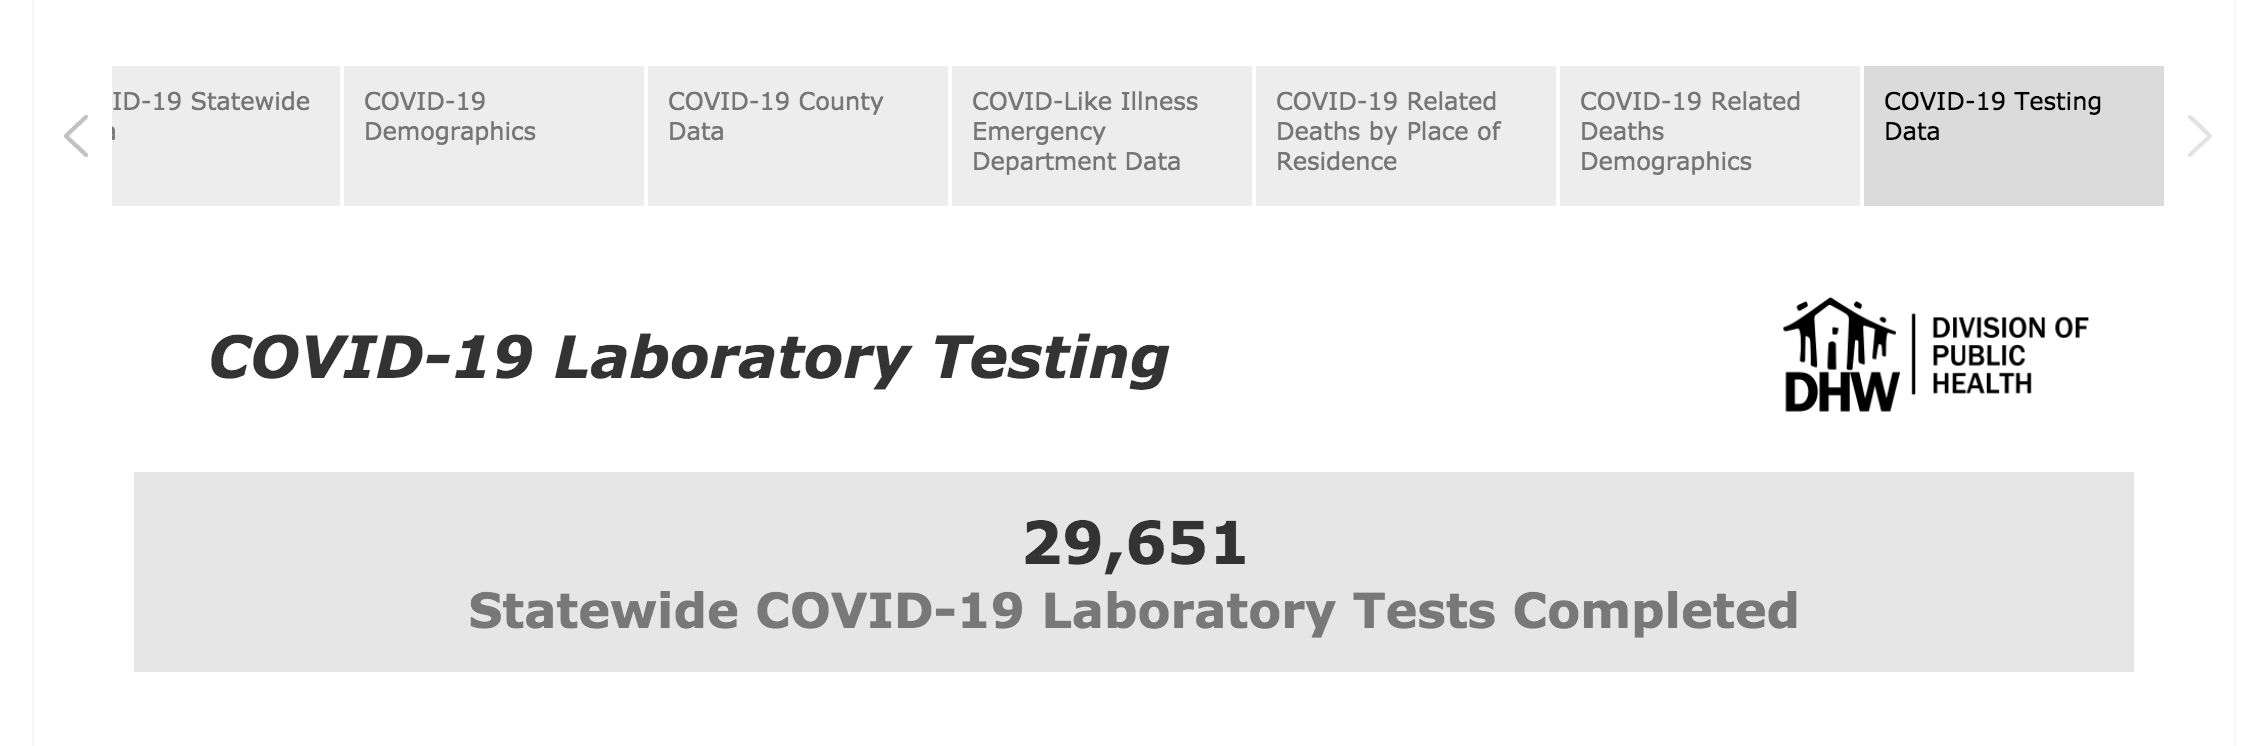 ID-19 Statewide
COVID-19
Demographics
COVID-19 County
Data
COVID-Like Illness
Emergency
Department Data
COVID-19 Related
Deaths by Place of
Residence
COVID-19 Related
Deaths
Demographics
COVID-19 Testing
Data
COVID-19 Laboratory Testing
DHW
DIVISION OF
PUBLIC
HEALTH
29,651
Statewide COVID-19 Laboratory Tests Completed